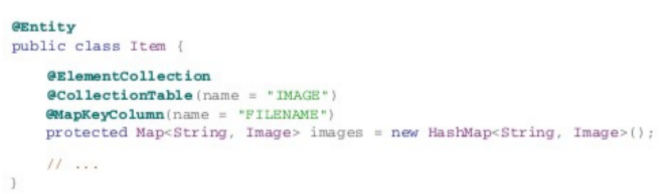 @Entity
public class Item {
@ElementCollection
@CollectionTable(name = "IMAGE")
@MapKeyColumn(name = "FILENAME")
protected Map<String, Image> images = new HashMap<String, Image>();
// ...
}